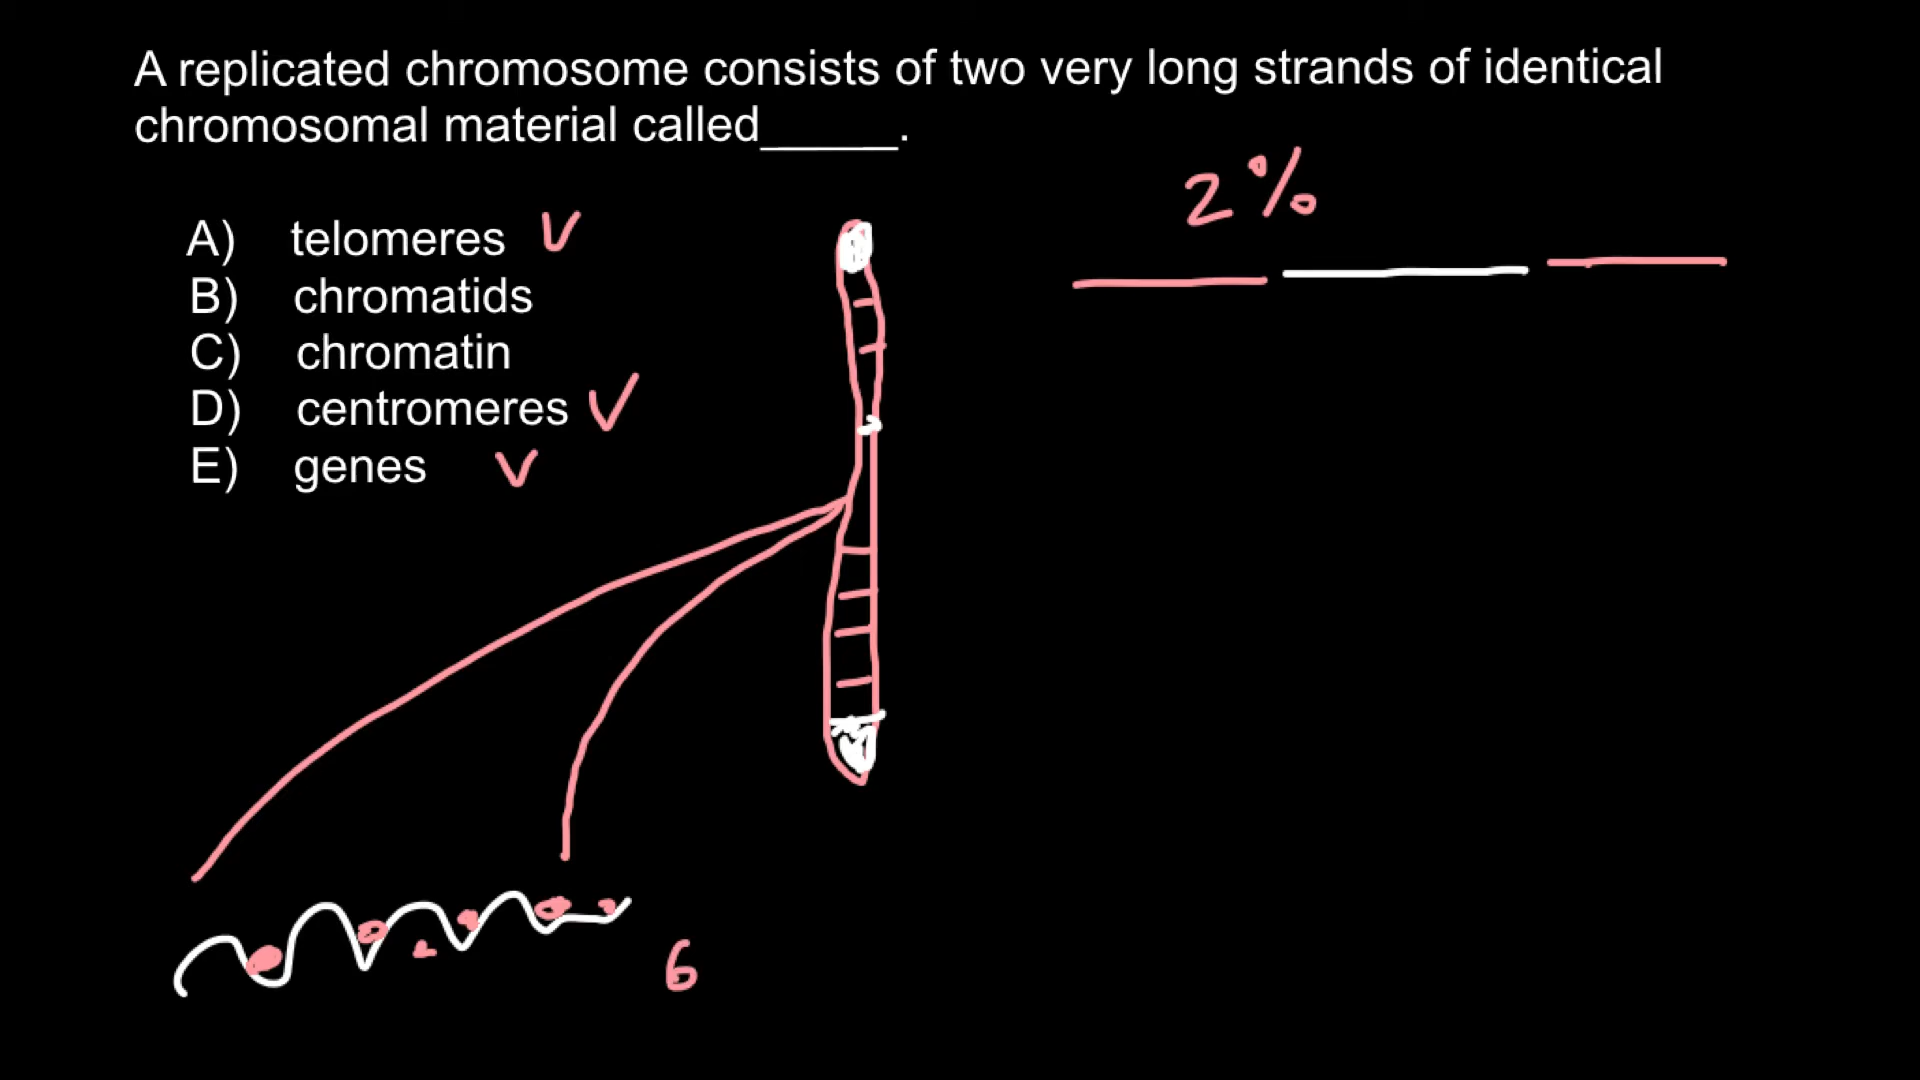 A replicated chromosome consists of two very long strands of identical
chromosomal material called_____.
2%
A) telomeres
B) chromatids
C) chromatin
D) centromeres
E) genes
6